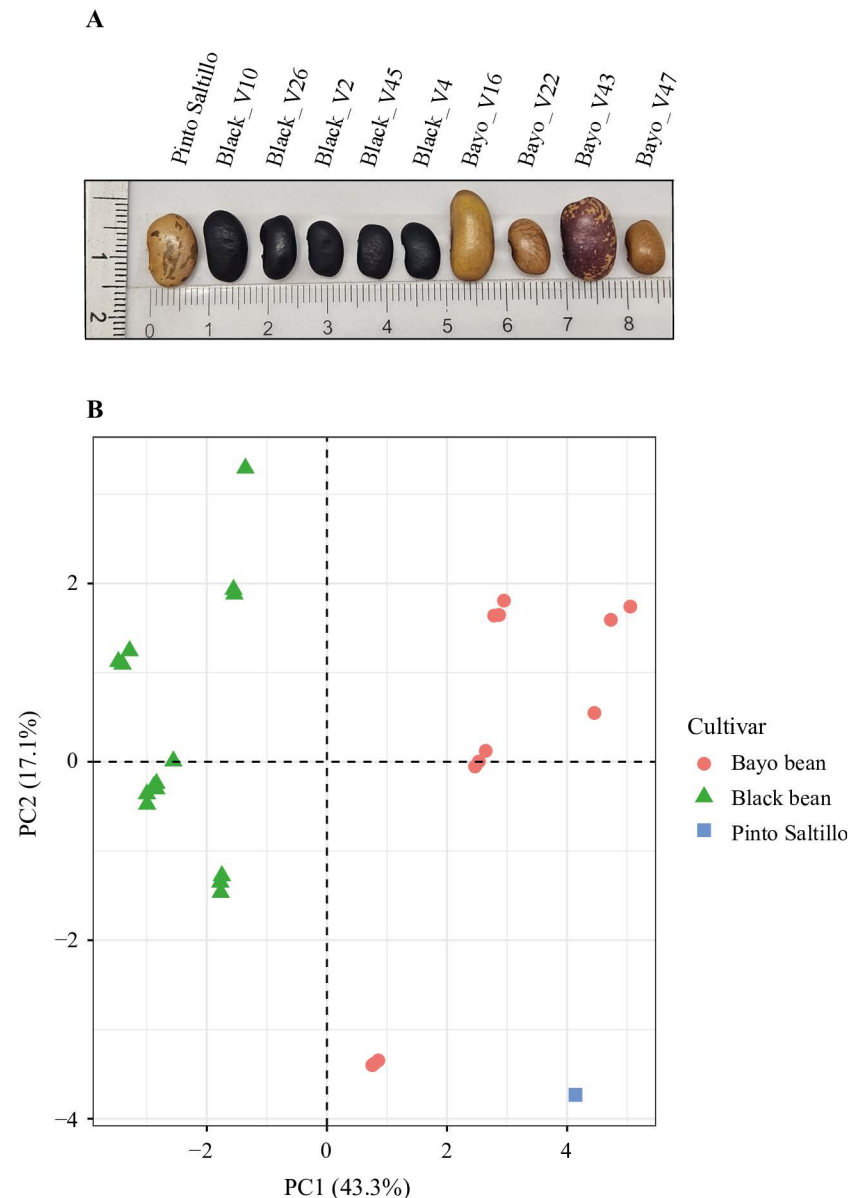 A
Pinto Saltillo
Black_V10
Black_V26
Black_V2
Black_V45
Black_V4
Bayo_V16
Bayo_V22
Bayo_V43
Bayo_V47
1
2
0 1 2 3 4 5 6 7 8
B
2
0
−2
−4
PC2 (17.1%)
−2 0 2 4
PC1 (43.3%)
Cultivar
Bayo bean
Black bean
Pinto Saltillo